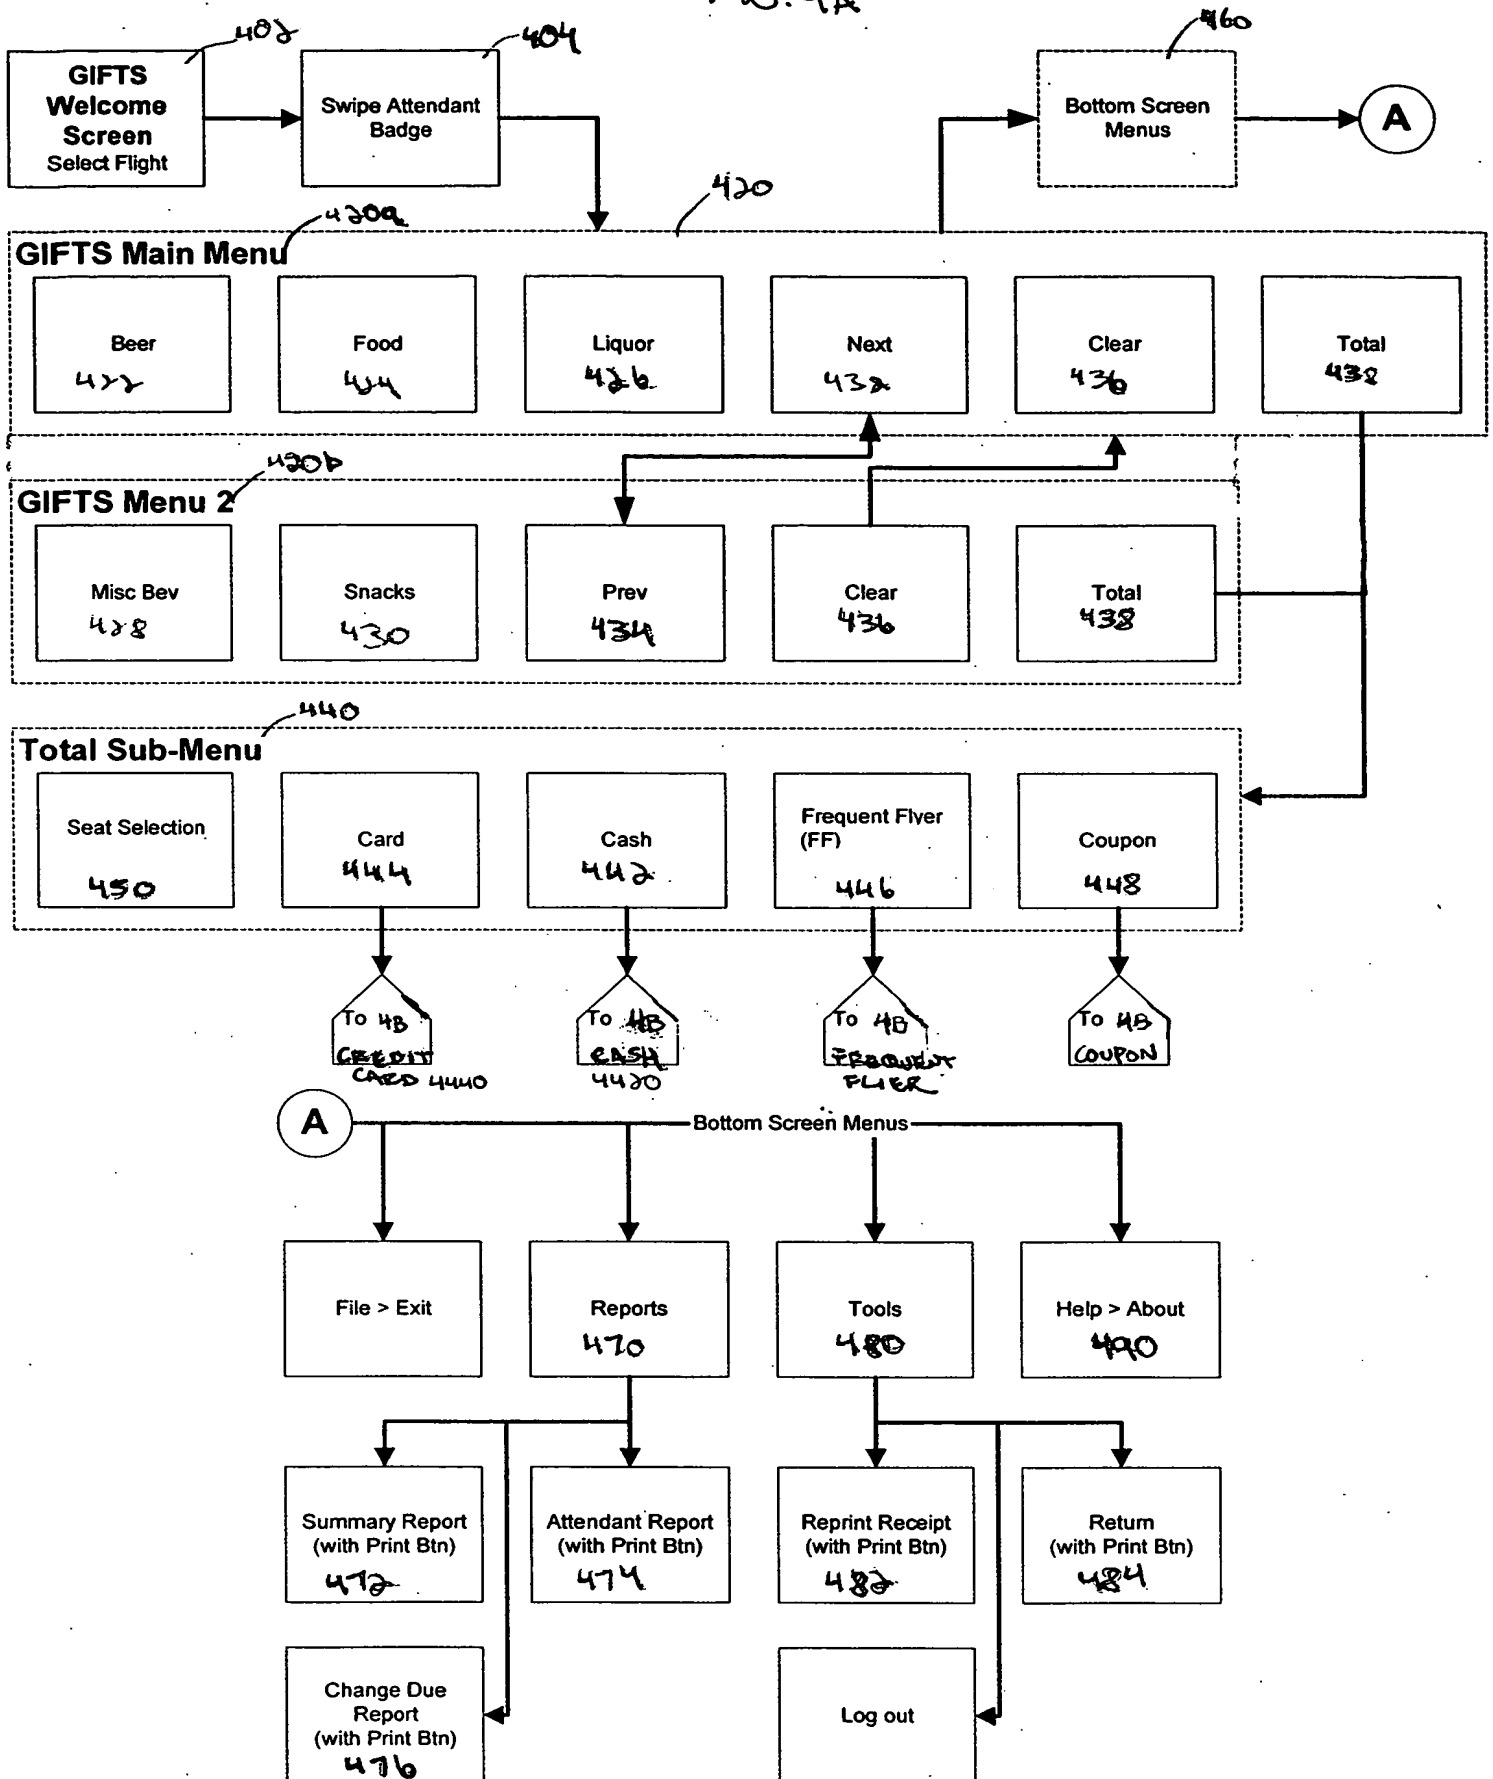 402
404
460
GIFTS
Welcome
Screen
Select Flight
Swipe Attendant
Badge
Bottom Screen
Menus
A
420
420a
GIFTS Main Menu
Beer
422
Food
424
Liquor
426
Next
432
Clear
436
Total
438
420b
GIFTS Menu 2
Misc Bev
428
Snacks
430
Prev
434
Clear
436
Total
438
440
Total Sub-Menu
Seat Selection
450
Card
444
Cash
442
Frequent Flyer
(FF)
446
Coupon
448
To 4B
CREDIT
CARD 4440
To 4B
CASH
4420
To 4B
FREQUENT
FLIER
To 4B
COUPON
A
Bottom Screen Menus
File > Exit
Reports
470
Tools
480
Help > About
490
Summary Report
(with Print Btn)
472
Attendant Report
(with Print Btn)
474
Reprint Receipt
(with Print Btn)
482
Return
(with Print Btn)
484
Change Due
Report
(with Print Btn)
476
Log out